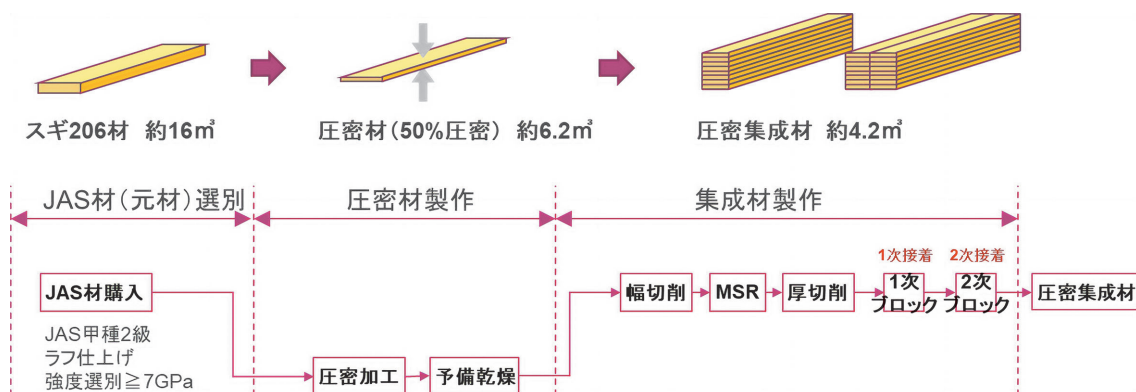 スギ206材 約16㎥
圧密材(50%圧密) 約6.2㎥
圧密集成材 約4.2㎥
JAS材(元材)選別
圧密材製作
集成材製作
1次接着
2次接着
JAS材購入
幅切削
MSR
厚切削
1次
ブロック
2次
ブロック
圧密集成材
JAS甲種2級
ラフ仕上げ
強度選別≧7GPa
圧密加工
予備乾燥